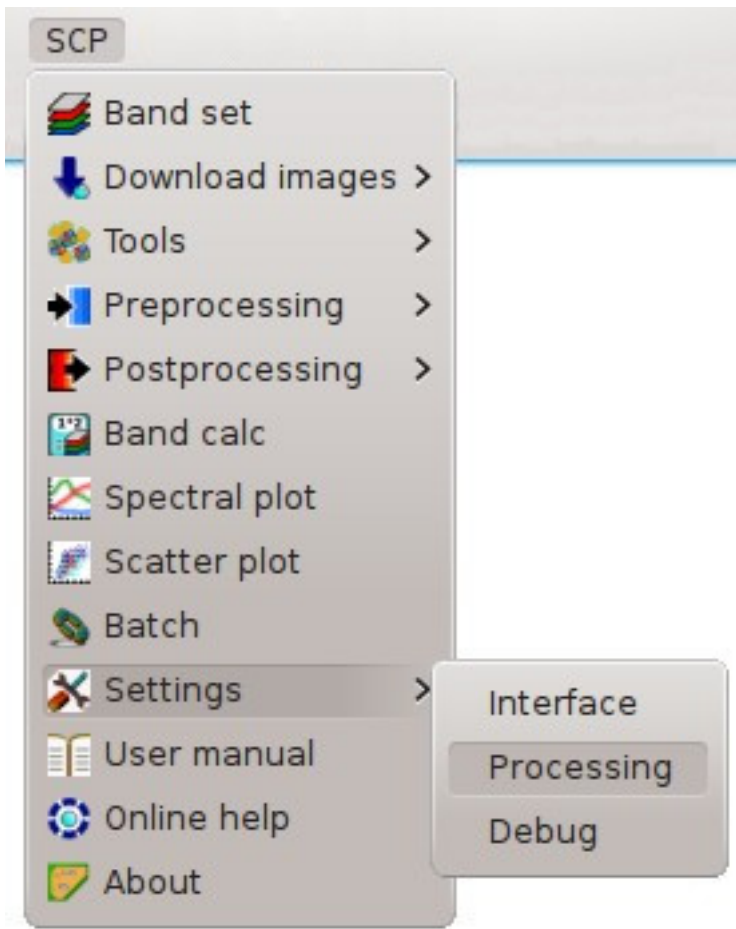 SCP
Band set
Download images
Tools
Preprocessing
Postprocessing
Band calc
Spectral plot
Scatter plot
Batch
Settings
Interface
User manual
Processing
Online help
Debug
About